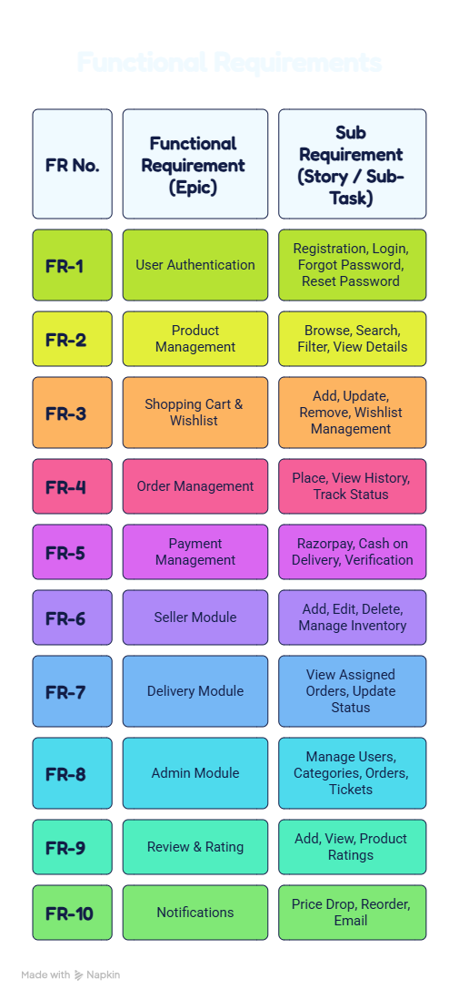 Functional Requirements
FR No.
Functional
Requirement
(Epic)
Sub
Requirement
(Story / Sub-
Task)
FR-1
User Authentication
Registration, Login,
Forgot Password,
Reset Password
FR-2
Product
Management
Browse, Search,
Filter, View Details
FR-3
Shopping Cart &
Wishlist
Add, Update,
Remove, Wishlist
Management
FR-4
Order Management
Place, View History,
Track Status
FR-5
Payment
Management
Razorpay, Cash on
Delivery, Verification
FR-6
Seller Module
Add, Edit, Delete,
Manage Inventory
FR-7
Delivery Module
View Assigned
Orders, Update
Status
FR-8
Admin Module
Manage Users,
Categories, Orders,
Tickets
FR-9
Review & Rating
Add, View, Product
Ratings
FR-10
Notifications
Price Drop, Reorder,
Email
Made with Napkin